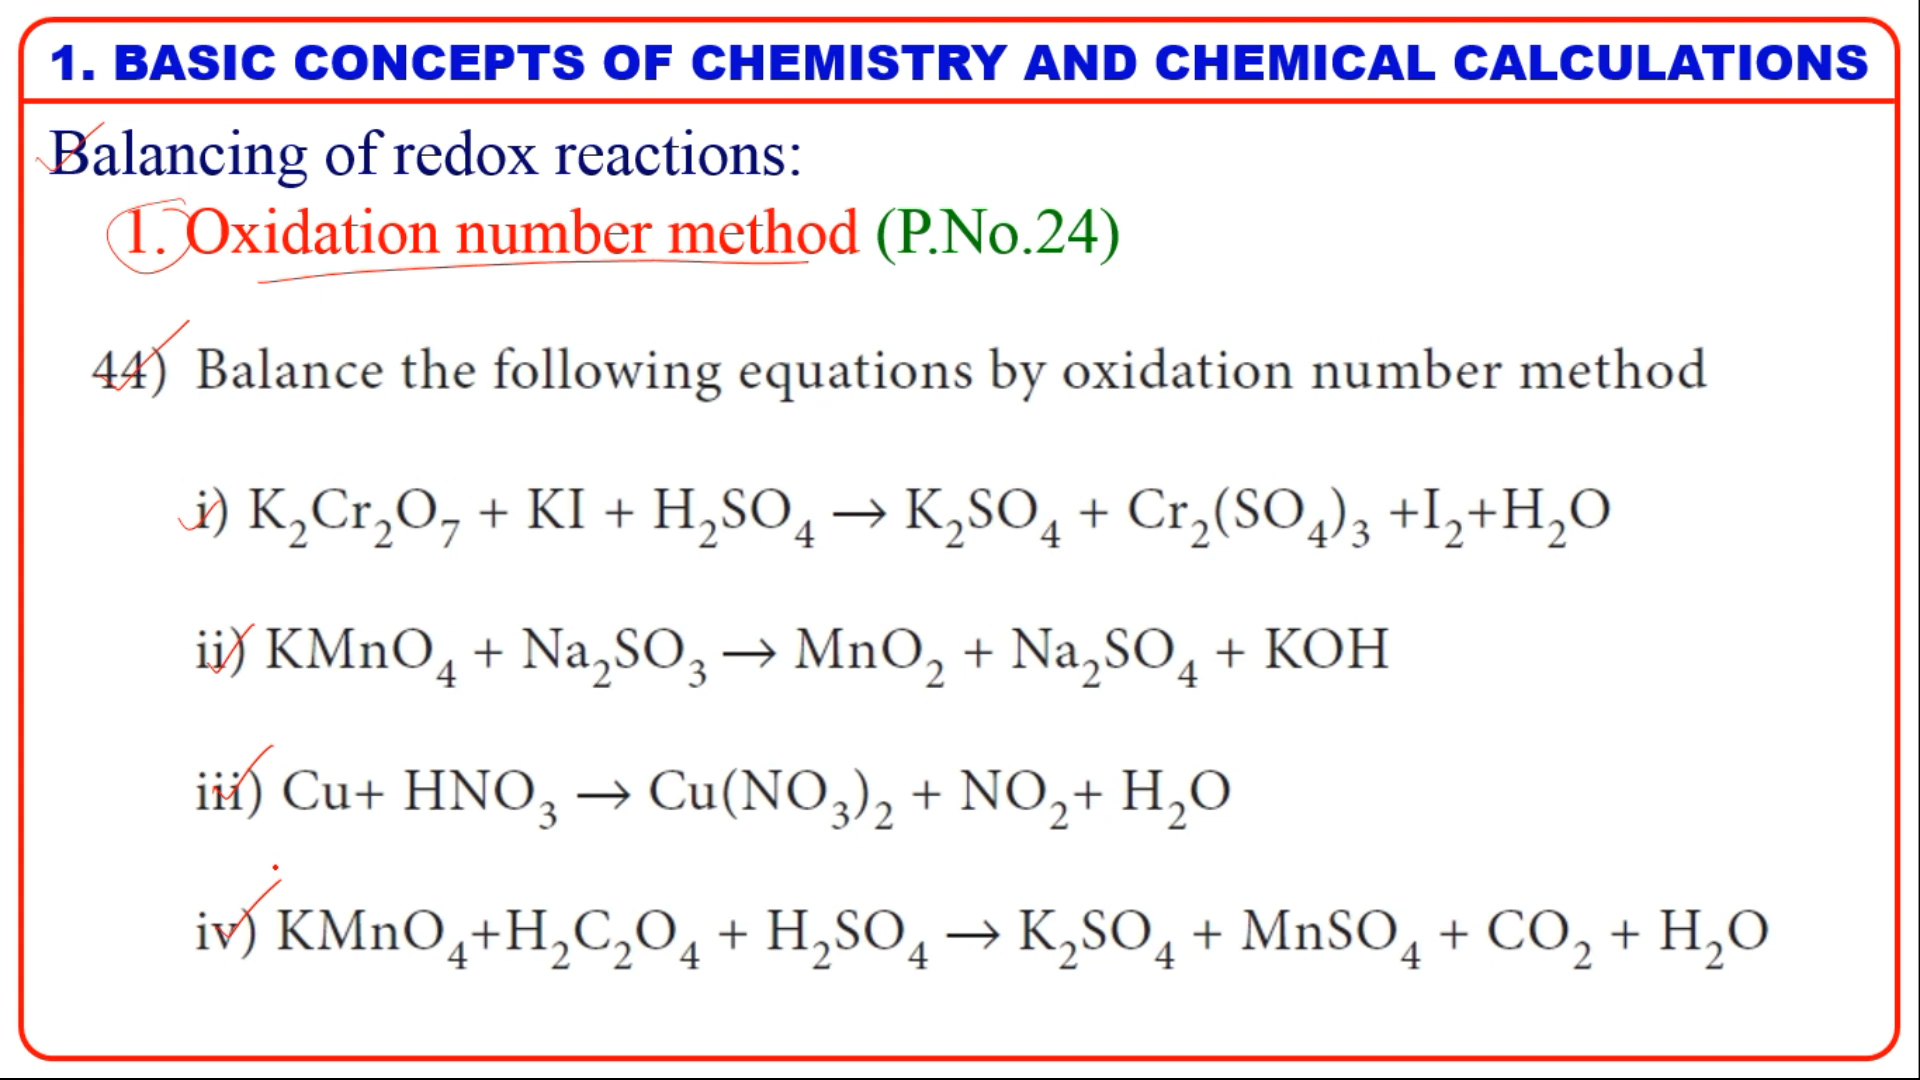 1. BASIC CONCEPTS OF CHEMISTRY AND CHEMICAL CALCULATIONS
Balancing of redox reactions:
1. Oxidation number method (P.No.24)
44) Balance the following equations by oxidation number method
i) K₂Cr₂O₇ + KI + H₂SO₄ → K₂SO₄ + Cr₂(SO₄)₃ +I₂+H₂O
ii) KMnO₄ + Na₂SO₃ → MnO₂ + Na₂SO₄ + KOH
iii) Cu+ HNO₃ → Cu(NO₃)₂ + NO₂+ H₂O
iv) KMnO₄+H₂C₂O₄ + H₂SO₄ → K₂SO₄ + MnSO₄ + CO₂ + H₂O